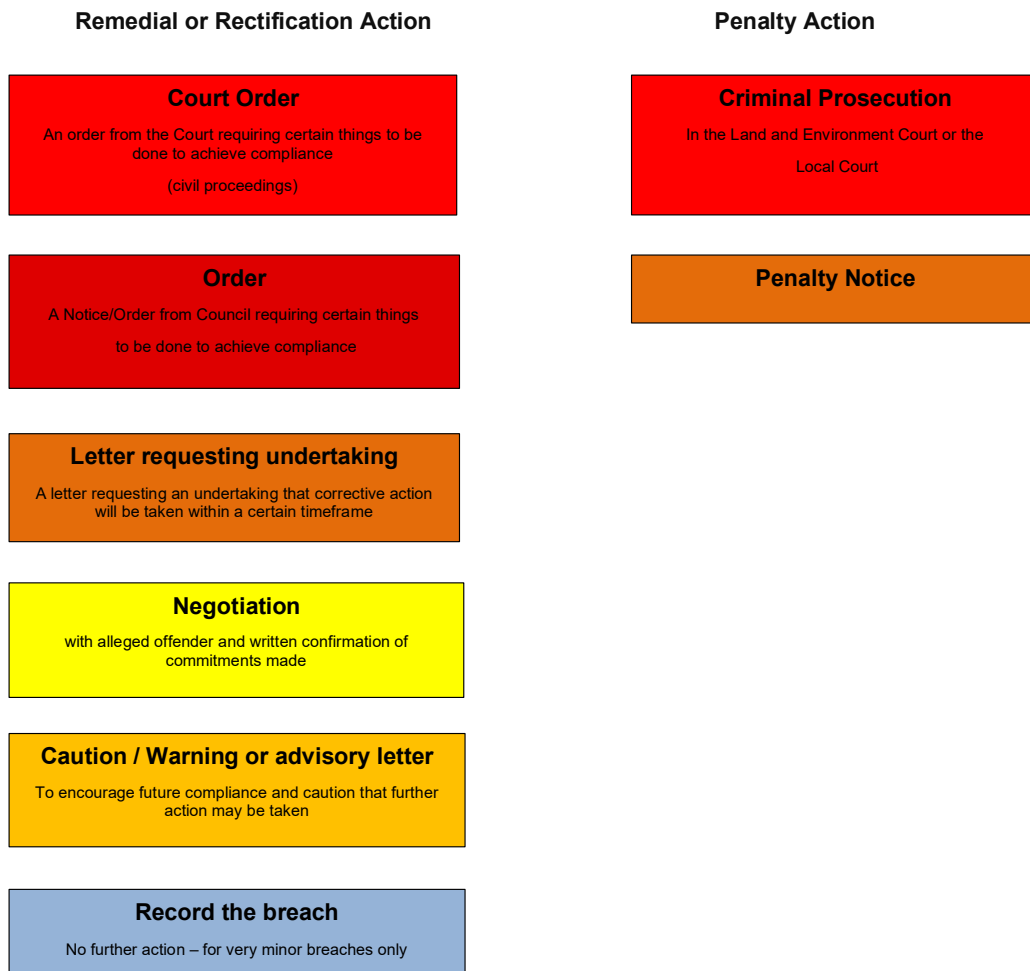 Remedial or Rectification Action
Penalty Action
Court Order
An order from the Court requiring certain things to be
done to achieve compliance
(civil proceedings)
Criminal Prosecution
In the Land and Environment Court or the
Local Court
Order
A Notice/Order from Council requiring certain things
to be done to achieve compliance
Penalty Notice
Letter requesting undertaking
A letter requesting an undertaking that corrective action
will be taken within a certain timeframe
Negotiation
with alleged offender and written confirmation of
commitments made
Caution / Warning or advisory letter
To encourage future compliance and caution that further
action may be taken
Record the breach
No further action – for very minor breaches only